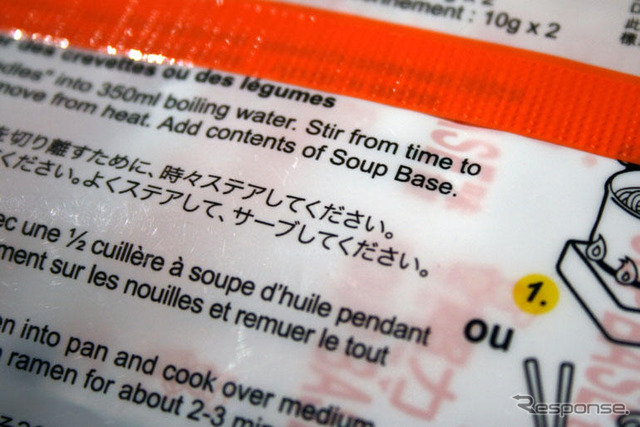 : 10g x 2
des crevettes ou des légumes
into 350ml boiling water. Stir from time to
move from heat. Add contents of Soup Base.
を切り離すために、時々ステアしてください。
ください。よくステアして、サーブしてください。
1.
ec une ½ cuillère à soupe d'huile pendant
ment sur les nouilles et remuer le tout
ou
en into pan and cook over medium
ramen for about 2-3 min
Response.